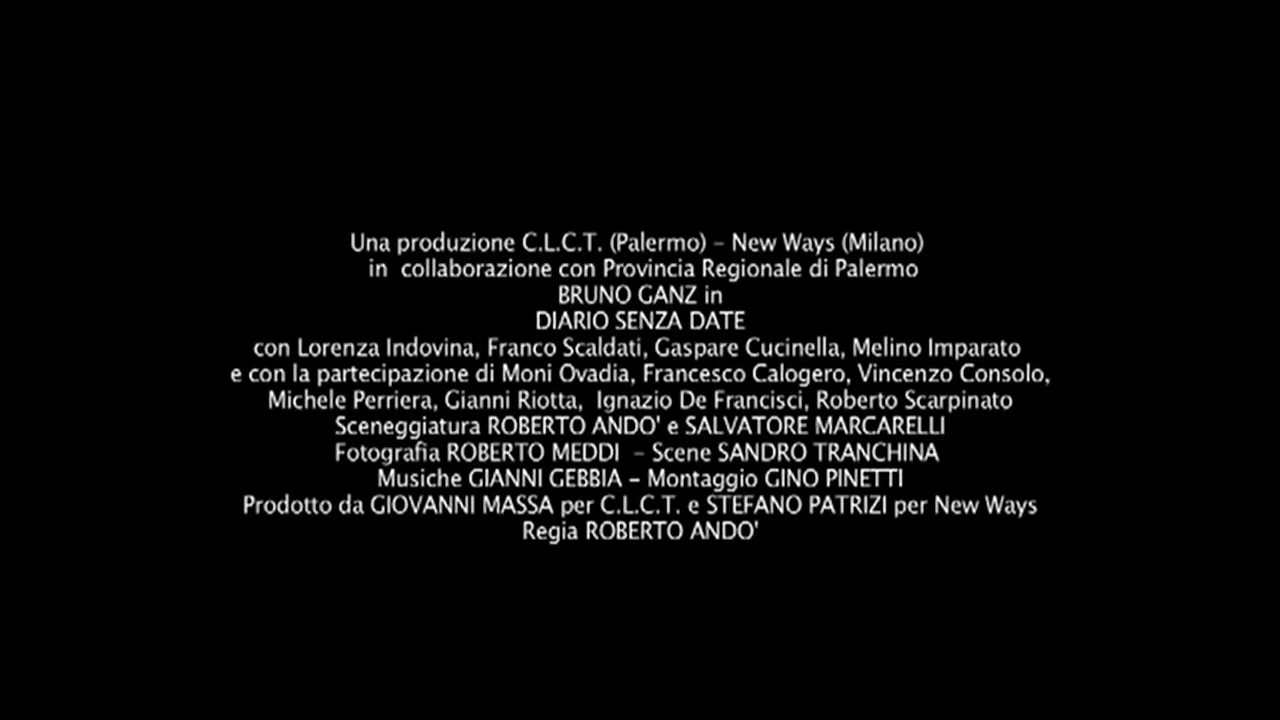 Una produzione C.L.C.T. (Palermo) – New Ways (Milano)
in collaborazione con Provincia Regionale di Palermo
BRUNO GANZ in
DIARIO SENZA DATE
con Lorenza Indovina, Franco Scaldati, Gaspare Cucinella, Melino Imparato
e con la partecipazione di Moni Ovadia, Francesco Calogero, Vincenzo Consolo,
Michele Perriera, Gianni Riotta, Ignazio De Francisci, Roberto Scarpinato
Sceneggiatura ROBERTO ANDO' e SALVATORE MARCARELLI
Fotografia ROBERTO MEDDI – Scene SANDRO TRANCHINA
Musiche GIANNI GEBBIA – Montaggio GINO PINETTI
Prodotto da GIOVANNI MASSA per C.L.C.T. e STEFANO PATRIZI per New Ways
Regia ROBERTO ANDO'